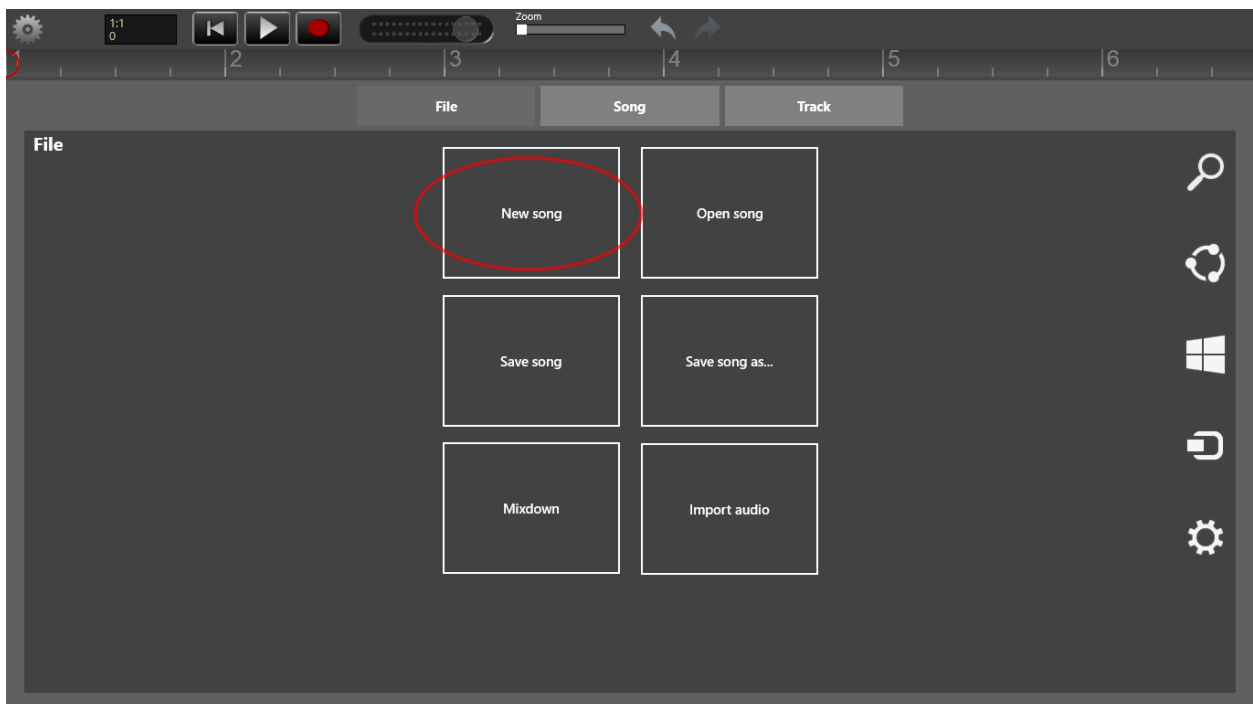 Zoom
1:1
0
1 2 3 4 5 6
File Song Track
File
New song Open song
Save song Save song as...
Mixdown Import audio